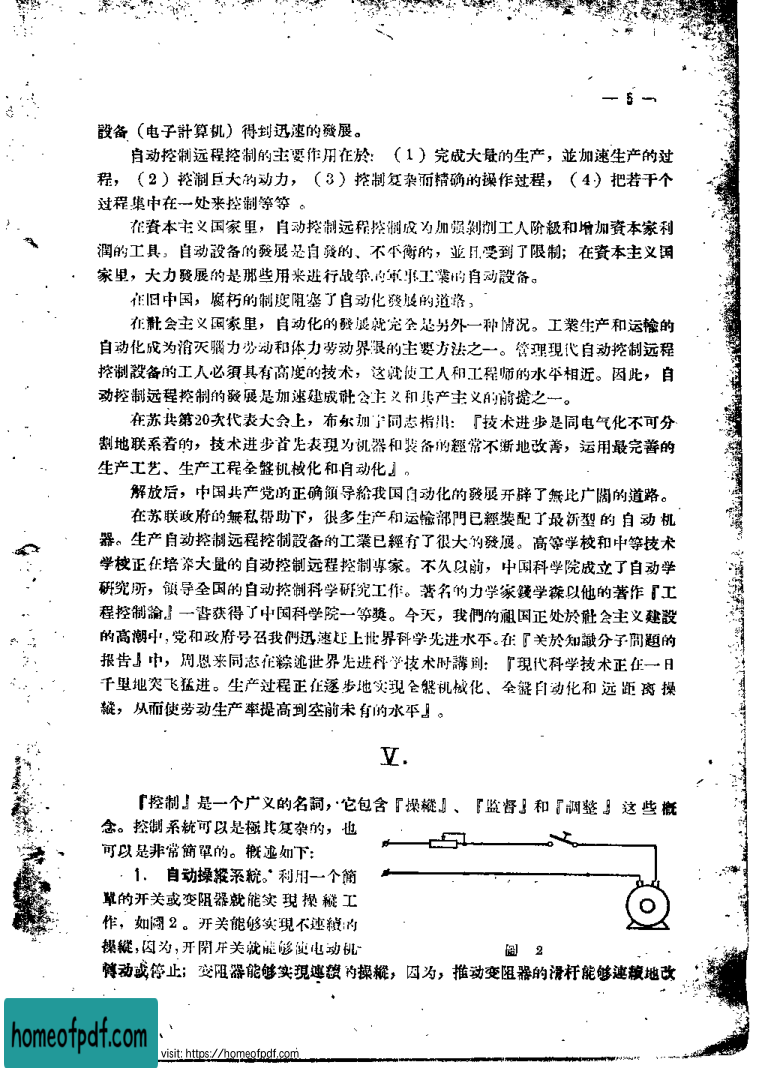 — 5 —
設备（电子計算机）得到迅速的發展。
自动控制远程控制的主要作用在於：（1）完成大量的生产，並加速生产的过
程，（2）控制巨大的动力，（3）控制复杂而精确的操作过程，（4）把若干个
过程集中在一处来控制等等。
在資本主义国家里，自动控制远程控制成为加强剝削工人阶級和增加資本家利
潤的工具。自动設备的發展是自發的、不平衡的，並且受到了限制；在資本主义国
家里，大力發展的是那些用来进行战争的軍事工業的自动設备。
在旧中国，腐朽的制度阻塞了自动化發展的道路。
在社会主义国家里，自动化的發展就完全是另外一种情况。工業生产和运輸的
自动化成为消灭腦力劳动和体力劳动界限的主要方法之一。管理現代自动控制远程
控制設备的工人必須具有高度的技术，这就使工人和工程师的水平相近。因此，自
动控制远程控制的發展是加速建成社会主义和共产主义的前提之一。
在苏共第20次代表大会上，布尔加宁同志指出：『技术进步是同电气化不可分
割地联系着的，技术进步首先表現为机器和裝备的經常不断地改善，运用最完善的
生产工艺、生产工程全盤机械化和自动化』。
解放后，中国共产党的正确領导給我国自动化的發展开辟了無比广闊的道路。
在苏联政府的無私帮助下，很多生产和运輸部門已經裝配了最新型的自动机
器。生产自动控制远程控制設备的工業已經有了很大的發展。高等学校和中等技术
学校正在培养大量的自动控制远程控制專家。不久以前，中国科学院成立了自动学
研究所，領导全国的自动控制科学研究工作。著名的力学家錢学森以他的著作『工
程控制論』一書获得了中国科学院一等獎。今天，我們的祖国正处於社会主义建設
的高潮中，党和政府号召我們迅速赶上世界科学先进水平。在『关於知識分子問題的
报告』中，周恩来同志在綜述世界先进科学技术时講到：『現代科学技术正在一日
千里地突飞猛进。生产过程正在逐步地实現全盤机械化、全盤自动化和远距离操
縱，从而使劳动生产率提高到空前未有的水平』。
V.
『控制』是一个广义的名詞，它包含『操縱』、『監督』和『調整』这些概
念。控制系統可以是極其复杂的，也
可以是非常簡單的。概述如下：
1．自动操縱系統。利用一个簡
單的开关或变阻器就能实現操縱工
作，如圖2。开关能够实現不連續的
操縱，因为，开閉开关就能够使电动机
轉动或停止；变阻器能够实現連續的操縱，因为，推动变阻器的滑杆能够連續地改
圖 2
homeofpdf.com
visit: https://homeofpdf.com